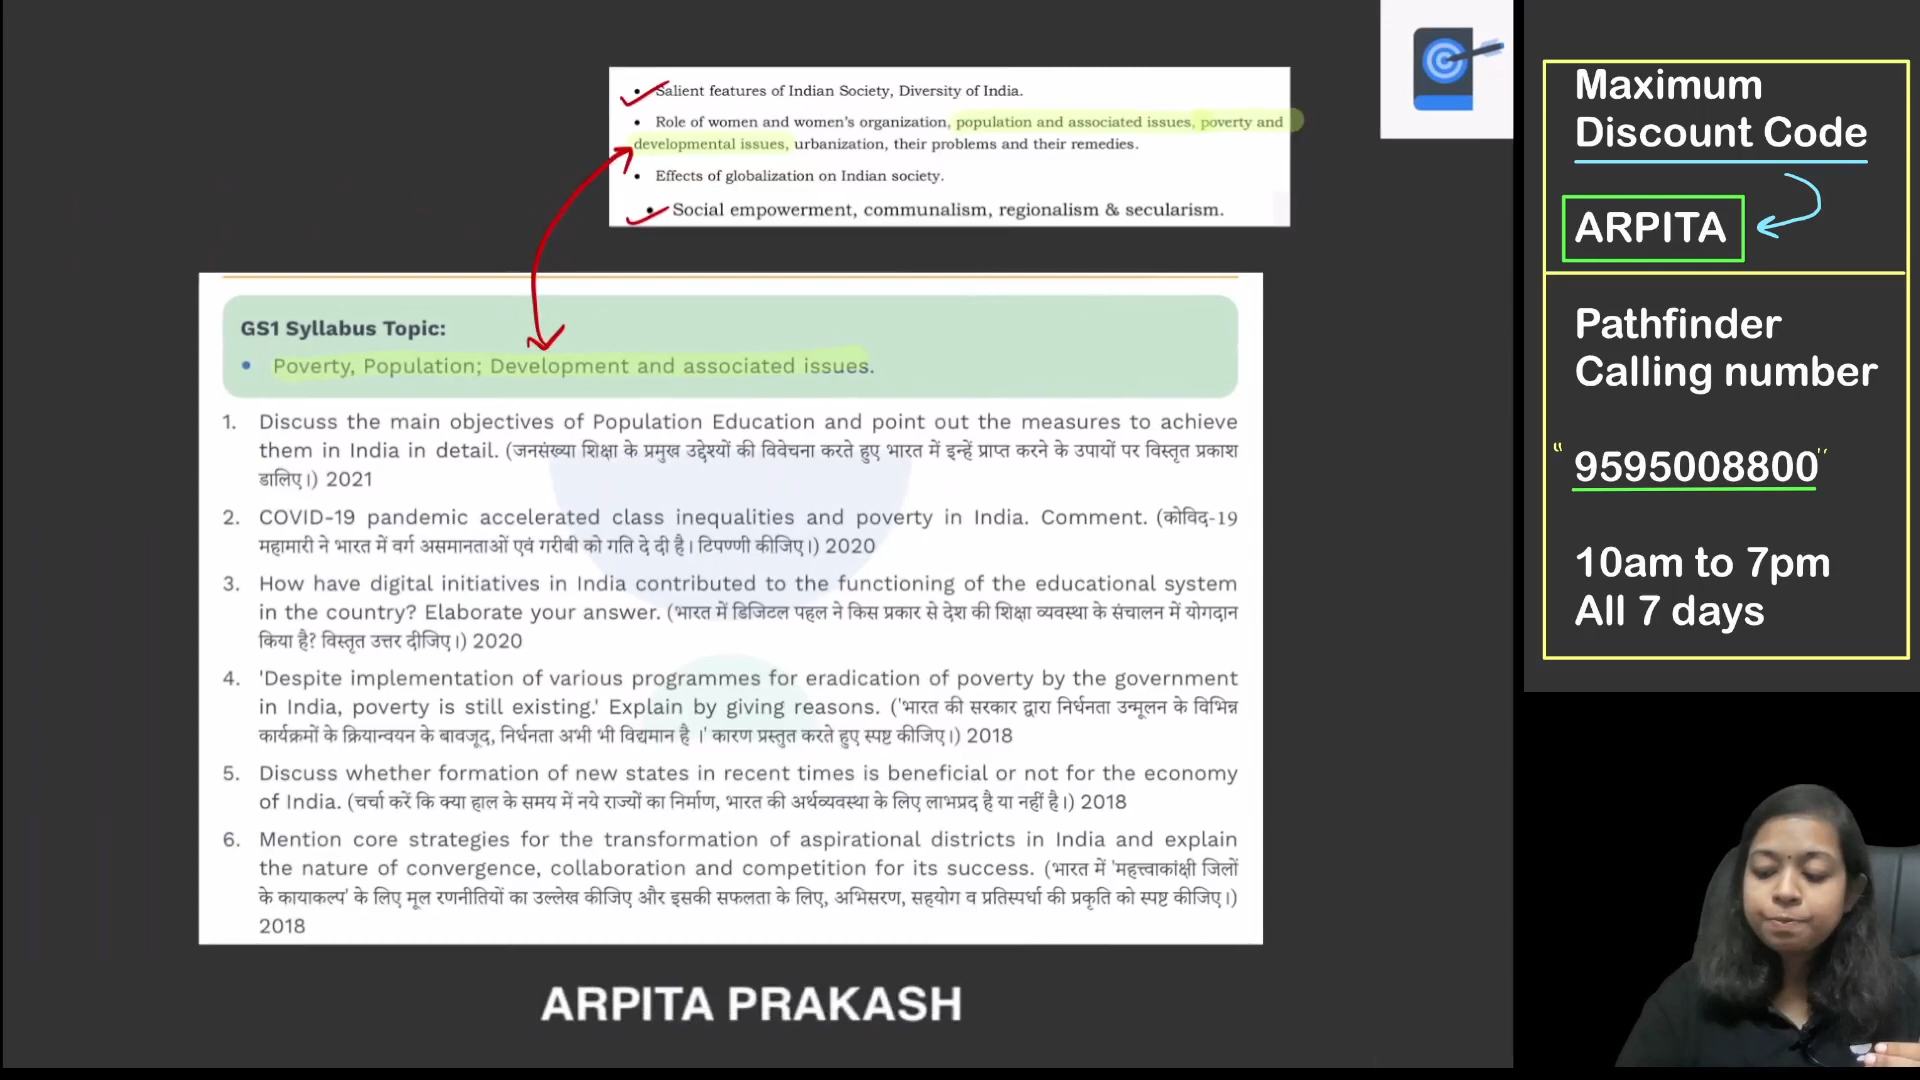 • Salient features of Indian Society, Diversity of India.
• Role of women and women's organization, population and associated issues, poverty and
developmental issues, urbanization, their problems and their remedies.
• Effects of globalization on Indian society.
• Social empowerment, communalism, regionalism & secularism.
GS1 Syllabus Topic:
• Poverty, Population; Development and associated issues.
1. Discuss the main objectives of Population Education and point out the measures to achieve
them in India in detail. (जनसंख्या शिक्षा के प्रमुख उद्देश्यों की विवेचना करते हुए भारत में इन्हें प्राप्त करने के उपायों पर विस्तृत प्रकाश
डालिए।) 2021
2. COVID-19 pandemic accelerated class inequalities and poverty in India. Comment. (कोविद-19
महामारी ने भारत में वर्ग असमानताओं एवं गरीबी को गति दे दी है। टिपण्णी कीजिए।) 2020
3. How have digital initiatives in India contributed to the functioning of the educational system
in the country? Elaborate your answer. (भारत में डिजिटल पहल ने किस प्रकार से देश की शिक्षा व्यवस्था के संचालन में योगदान
किया है? विस्तृत उत्तर दीजिए।) 2020
4. 'Despite implementation of various programmes for eradication of poverty by the government
in India, poverty is still existing.' Explain by giving reasons. ('भारत की सरकार द्वारा निर्धनता उन्मूलन के विभिन्न
कार्यक्रमों के क्रियान्वयन के बावजूद, निर्धनता अभी भी विद्यमान है ।' कारण प्रस्तुत करते हुए स्पष्ट कीजिए।) 2018
5. Discuss whether formation of new states in recent times is beneficial or not for the economy
of India. (चर्चा करें कि क्या हाल के समय में नये राज्यों का निर्माण, भारत की अर्थव्यवस्था के लिए लाभप्रद है या नहीं है।) 2018
6. Mention core strategies for the transformation of aspirational districts in India and explain
the nature of convergence, collaboration and competition for its success. (भारत में 'महत्त्वाकांक्षी जिलों
के कायाकल्प' के लिए मूल रणनीतियों का उल्लेख कीजिए और इसकी सफलता के लिए, अभिसरण, सहयोग व प्रतिस्पर्धा की प्रकृति को स्पष्ट कीजिए।)
2018
ARPITA PRAKASH
Maximum
Discount Code
ARPITA
Pathfinder
Calling number
"9595008800"
10am to 7pm
All 7 days